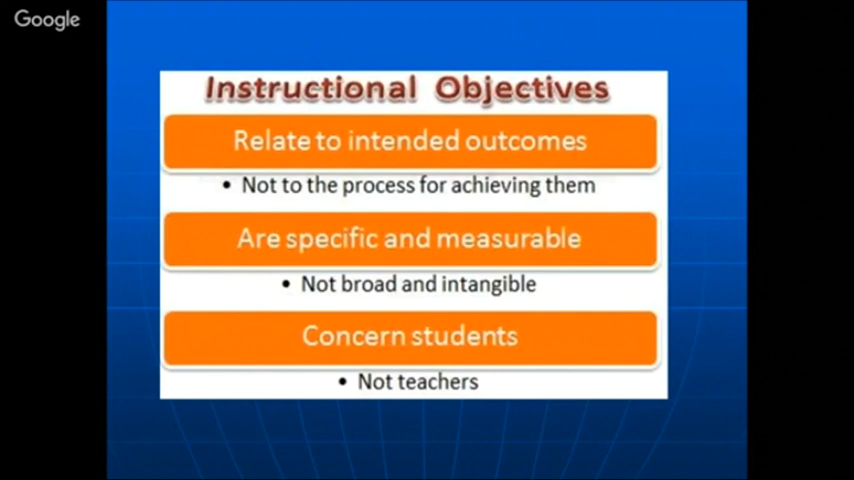 Google
Instructional Objectives
Relate to intended outcomes
• Not to the process for achieving them
Are specific and measurable
• Not broad and intangible
Concern students
• Not teachers